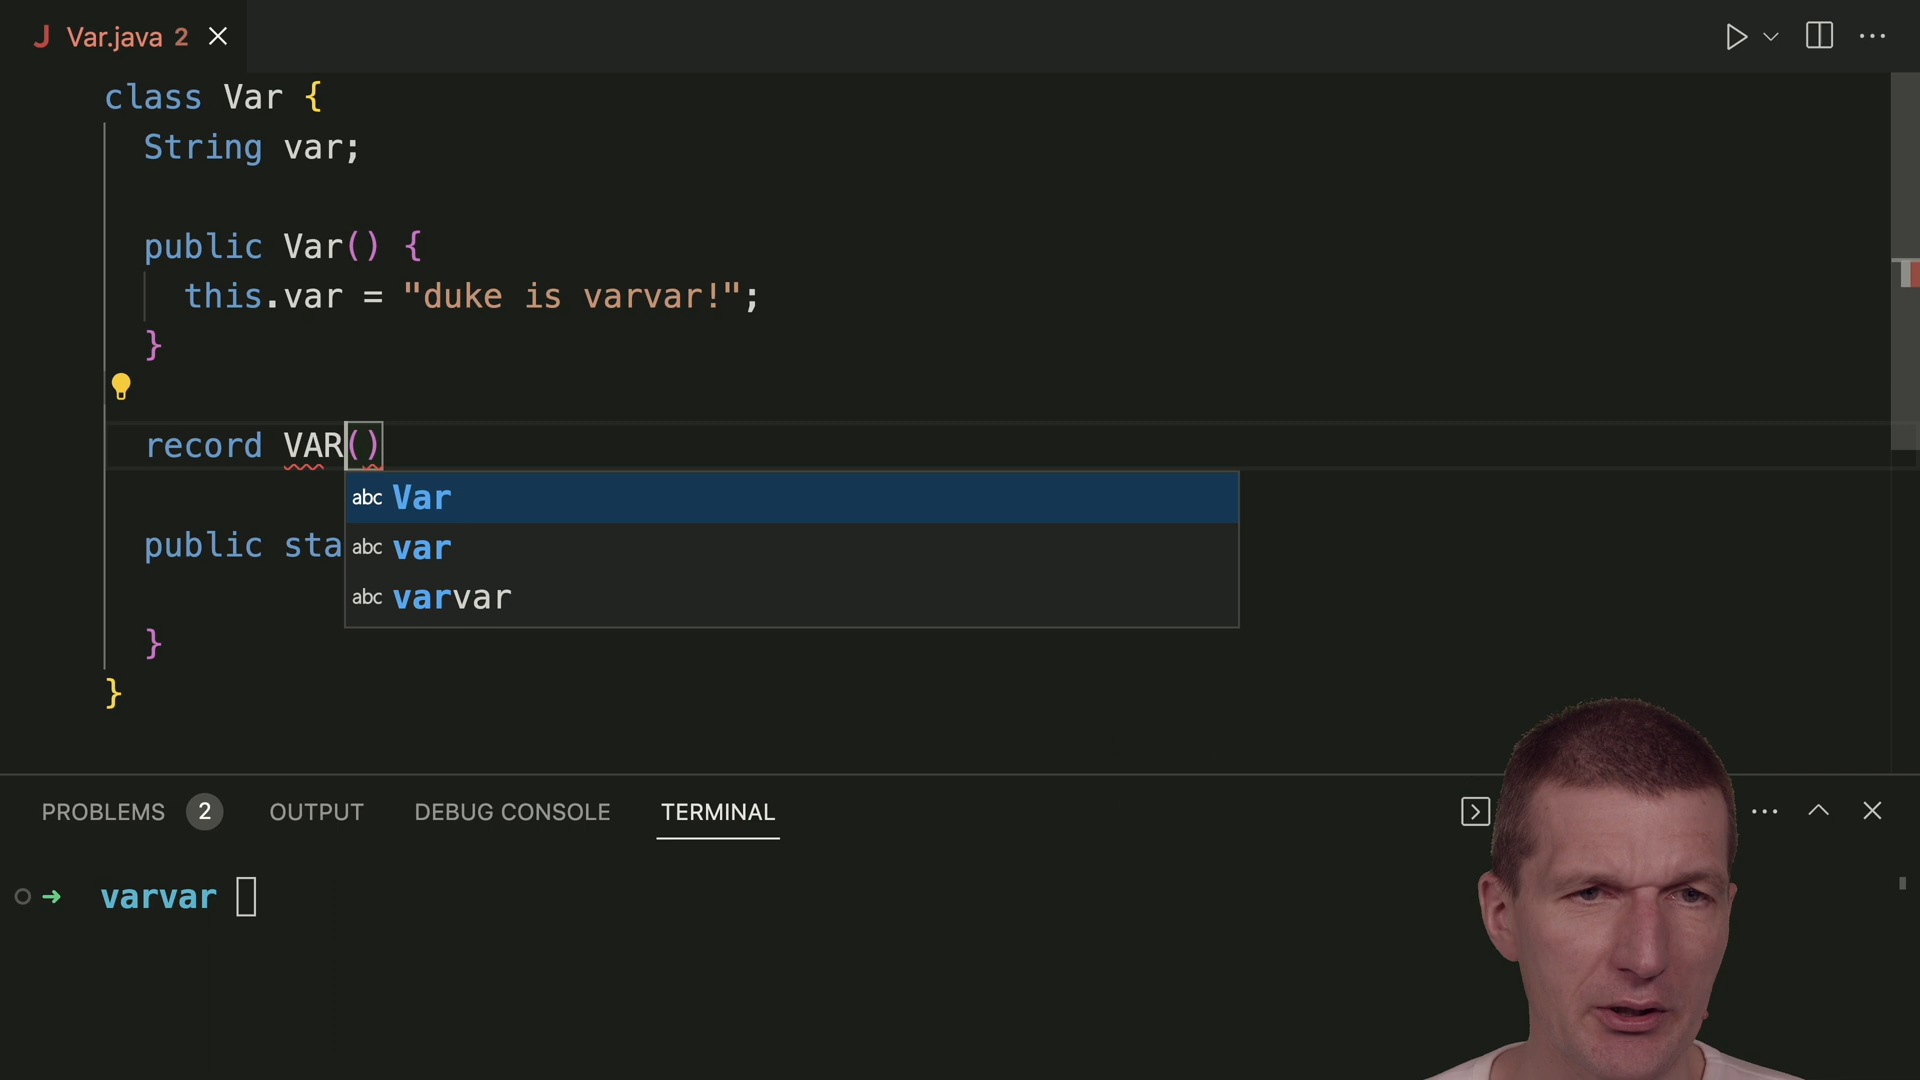 J Var.java 2
class Var {
String var;
public Var() {
this.var = "duke is varvar!";
}
record VAR()
abc Var
public sta abc var
abc varvar
}
}
PROBLEMS 2 OUTPUT DEBUG CONSOLE TERMINAL
varvar